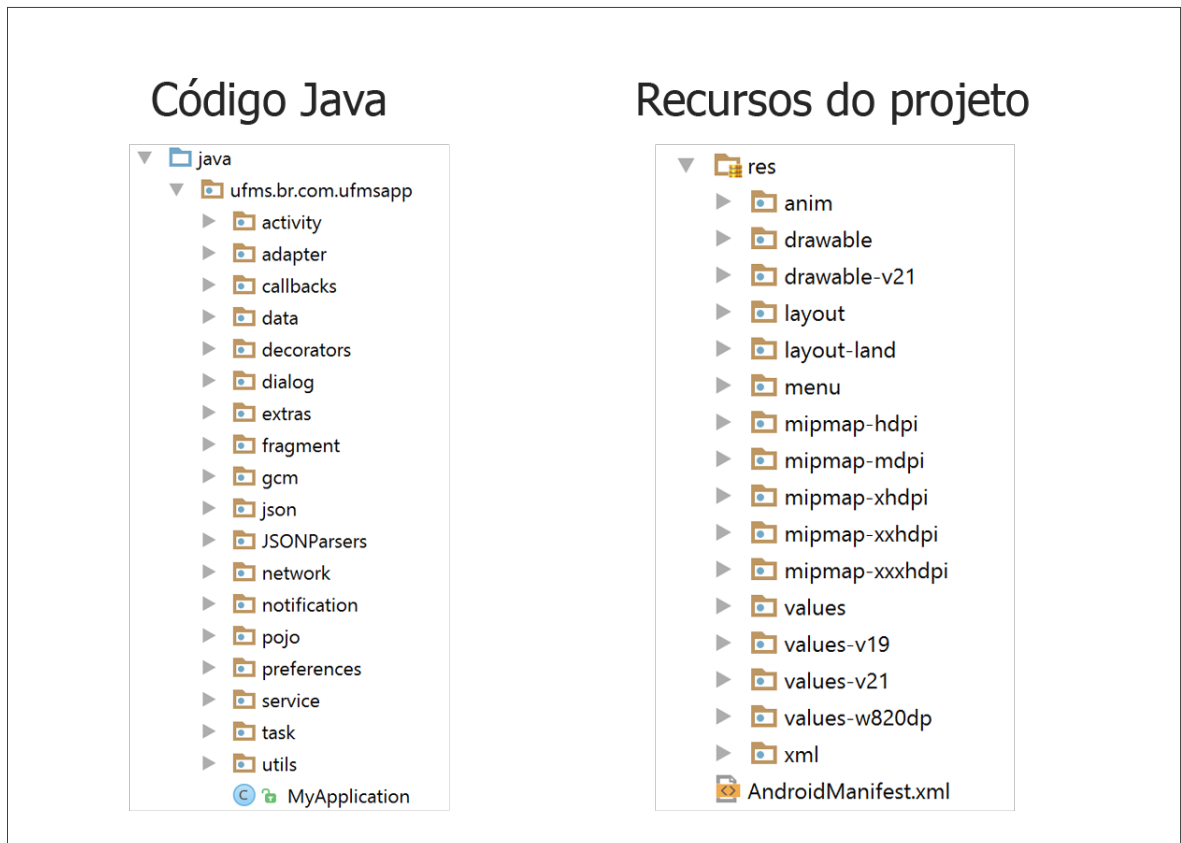 Código Java
java
ufms.br.com.ufmsapp
activity
adapter
callbacks
data
decorators
dialog
extras
fragment
gcm
json
JSONParsers
network
notification
pojo
preferences
service
task
utils
C MyApplication
Recursos do projeto
res
anim
drawable
drawable-v21
layout
layout-land
menu
mipmap-hdpi
mipmap-mdpi
mipmap-xhdpi
mipmap-xxhdpi
mipmap-xxxhdpi
values
values-v19
values-v21
values-w820dp
xml
AndroidManifest.xml